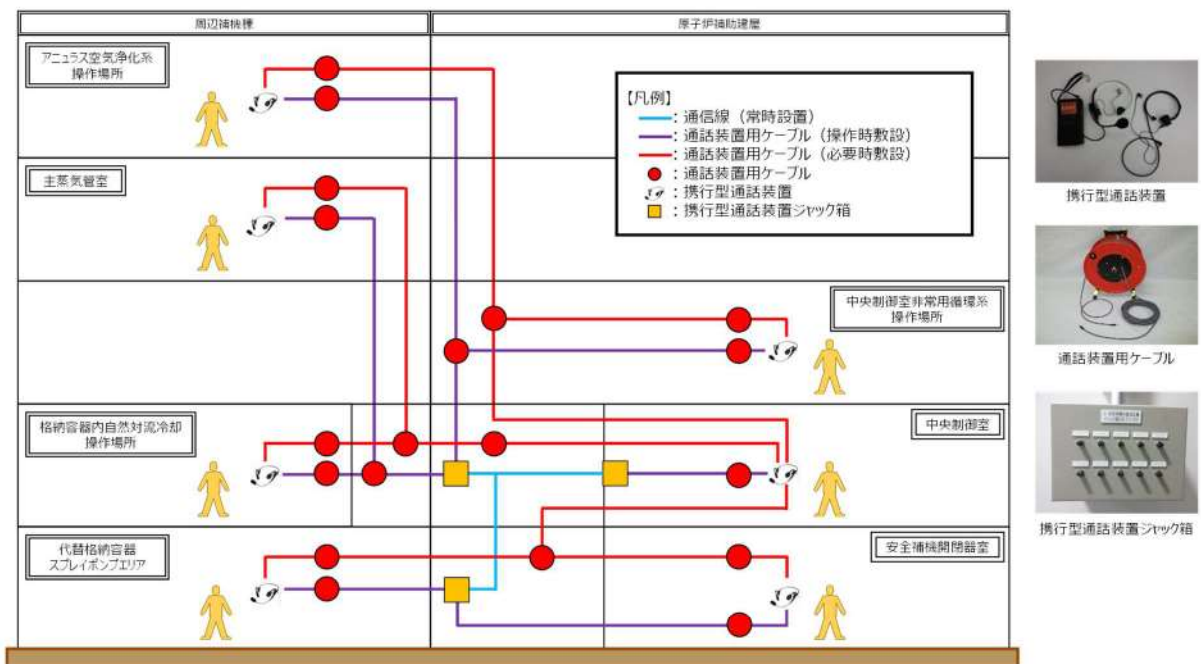 周辺補機棟
原子炉補助建屋
アニュラス空気浄化系
操作場所
【凡例】
：通信線（常時設置）
：通話装置用ケーブル（操作時敷設）
：通話装置用ケーブル（必要時敷設）
：通話装置用ケーブル
：携行型通話装置
：携行型通話装置ジャック箱
主蒸気管室
中央制御室非常用循環系
操作場所
格納容器内自然対流冷却
操作場所
中央制御室
代替格納容器
スプレイポンプエリア
安全補機開閉器室
携行型通話装置
通話装置用ケーブル
携行型通話装置ジャック箱